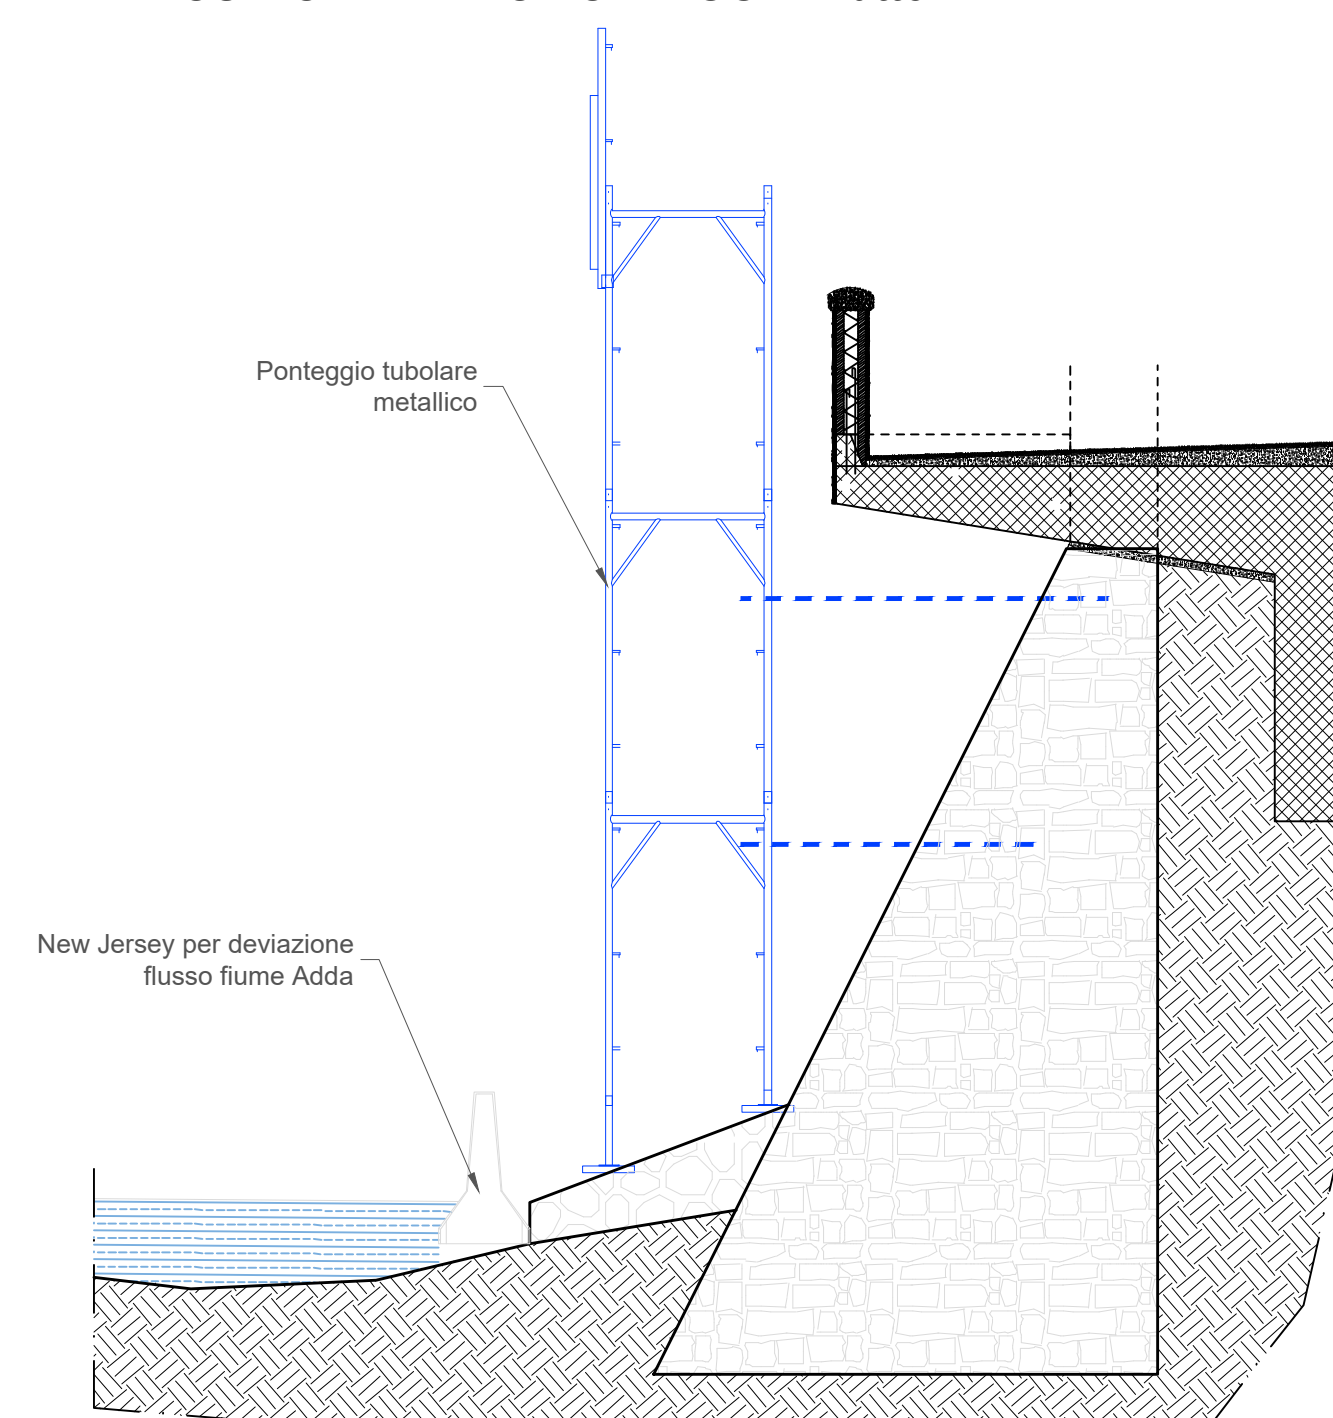 Ponteggio tubolare
metallico
New Jersey per deviazione
flusso fiume Adda